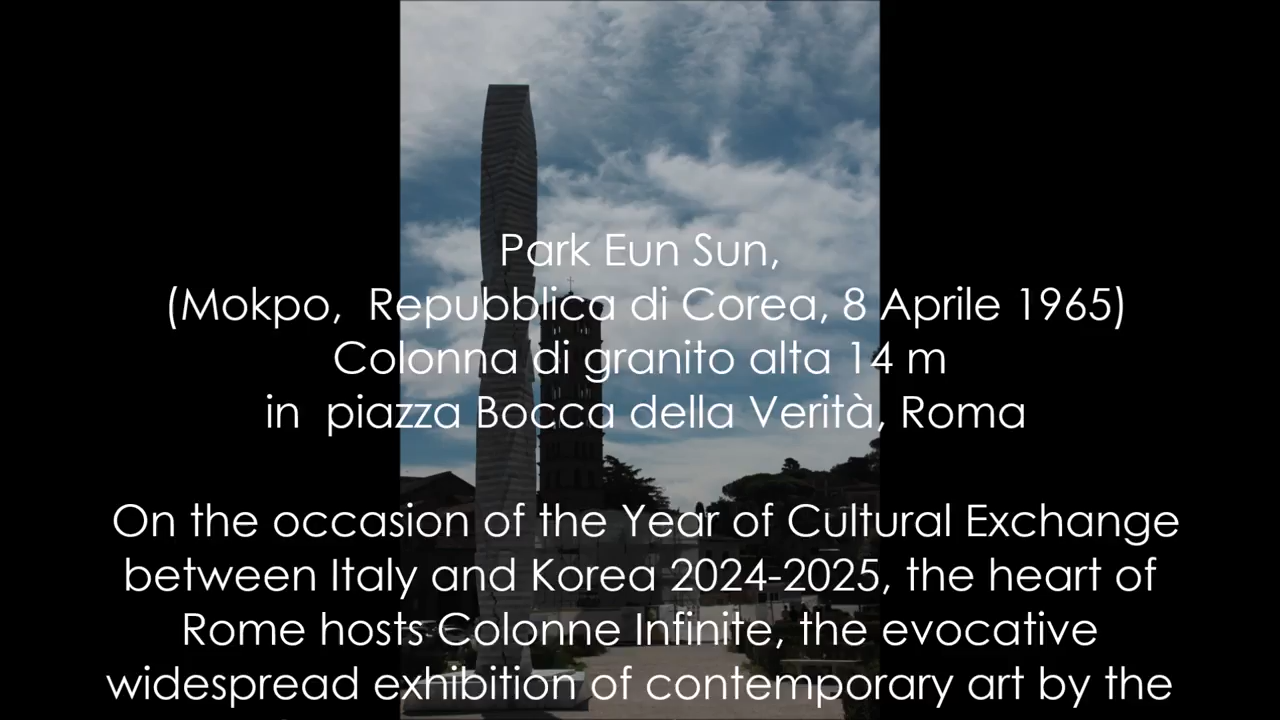 Park Eun Sun,
(Mokpo,  Repubblica di Corea, 8 Aprile 1965)
Colonna di granito alta 14 m
in  piazza Bocca della Verità, Roma
On the occasion of the Year of Cultural Exchange
between Italy and Korea 2024-2025, the heart of
Rome hosts Colonne Infinite, the evocative
widespread exhibition of contemporary art by the